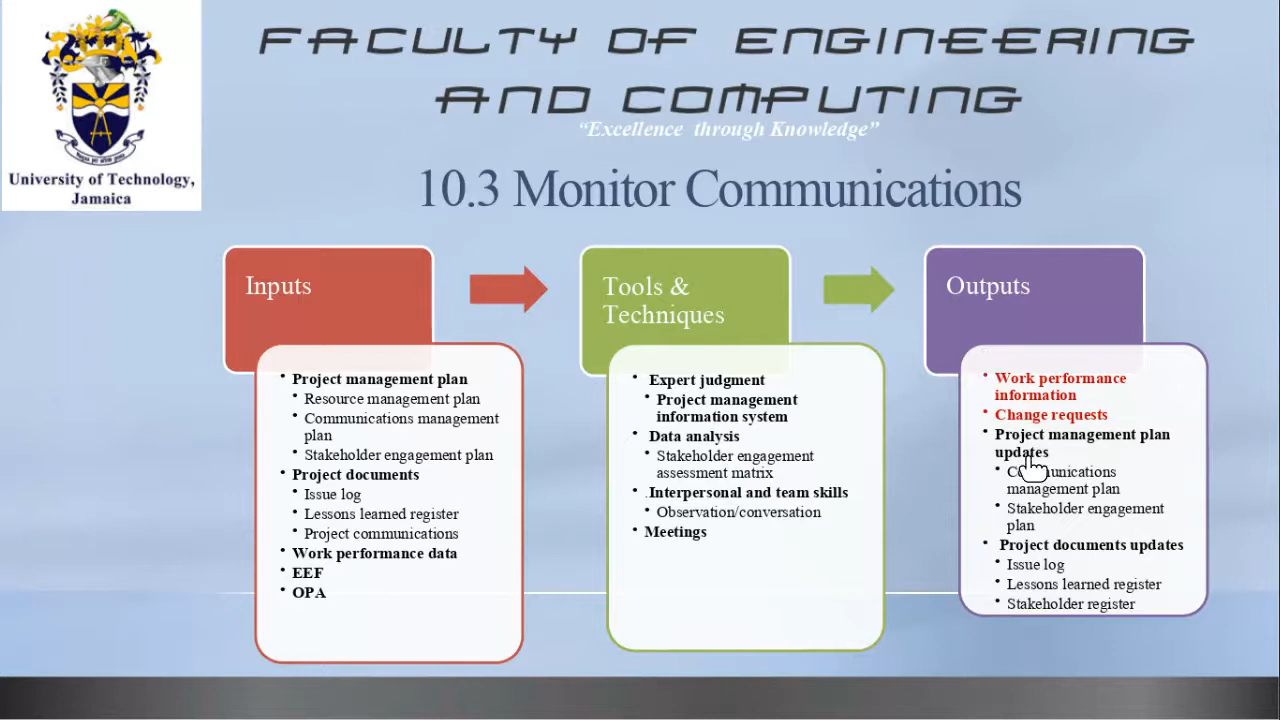 FACULTY OF ENGINEERING
AND COMPUTING
“Excellence through Knowledge”
University of Technology,
Jamaica
10.3 Monitor Communications
Inputs
• Project management plan
• Resource management plan
• Communications management
plan
• Stakeholder engagement plan
• Project documents
• Issue log
• Lessons learned register
• Project communications
• Work performance data
• EEF
• OPA
Tools &
Techniques
• Expert judgment
• Project management
information system
• Data analysis
• Stakeholder engagement
assessment matrix
• .Interpersonal and team skills
• Observation/conversation
• Meetings
Outputs
• Work performance
information
• Change requests
• Project management plan
updates
• Communications
management plan
• Stakeholder engagement
plan
• Project documents updates
• Issue log
• Lessons learned register
• Stakeholder register